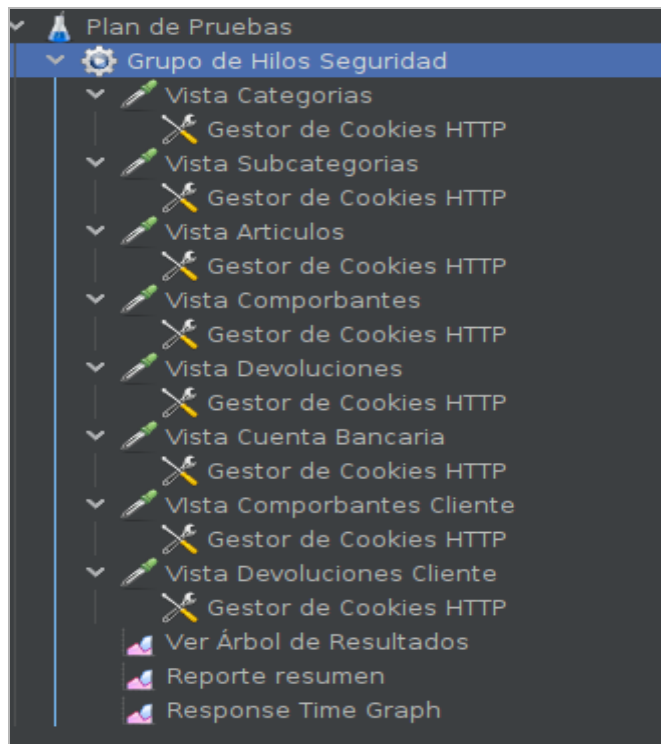 Plan de Pruebas
Grupo de Hilos Seguridad
Vista Categorias
Gestor de Cookies HTTP
Vista Subcategorias
Gestor de Cookies HTTP
Vista Articulos
Gestor de Cookies HTTP
Vista Comporbantes
Gestor de Cookies HTTP
Vista Devoluciones
Gestor de Cookies HTTP
Vista Cuenta Bancaria
Gestor de Cookies HTTP
VIsta Comporbantes Cliente
Gestor de Cookies HTTP
Vista Devoluciones Cliente
Gestor de Cookies HTTP
Ver Árbol de Resultados
Reporte resumen
Response Time Graph